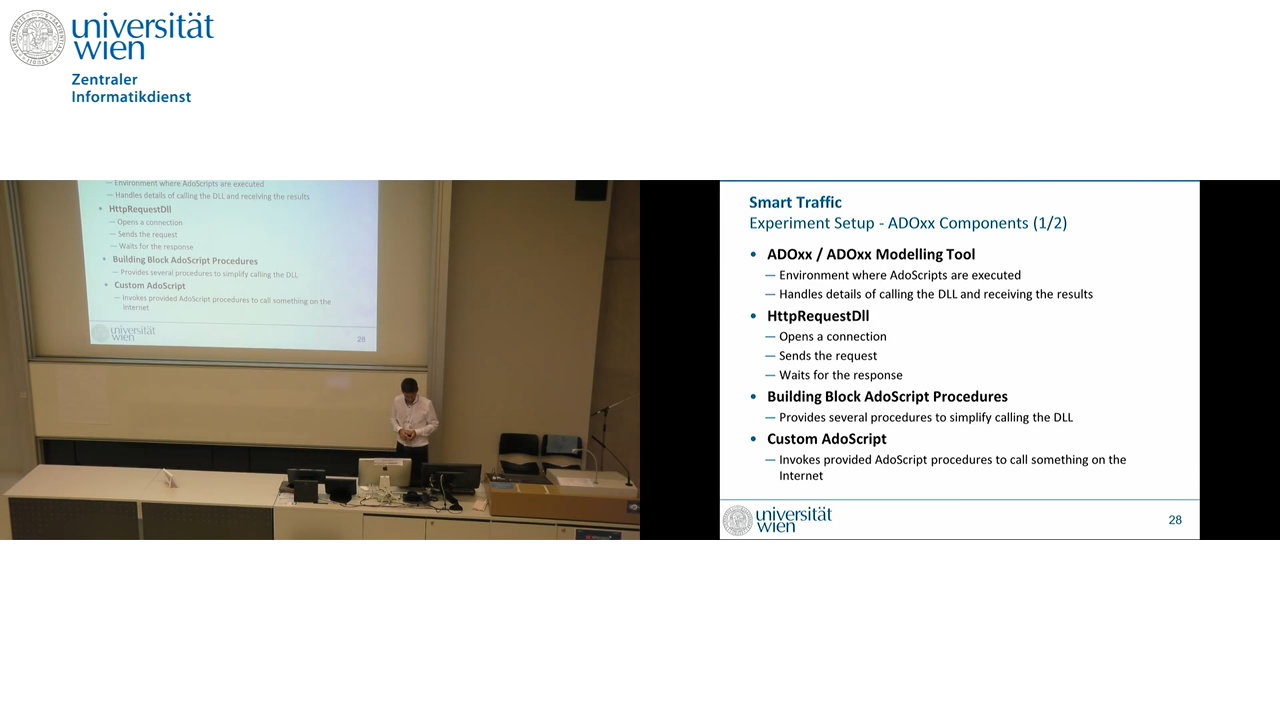 universität
wien
Zentraler
Informatikdienst
Environment where AdoScripts are executed
— Handles details of calling the DLL and receiving the results
• HttpRequestDll
— Opens a connection
— Sends the request
— Waits for the response
• Building Block AdoScript Procedures
— Provides several procedures to simplify calling the DLL
• Custom AdoScript
— Invokes provided AdoScript procedures to call something on the
Internet
universität
wien
28
Smart Traffic
Experiment Setup - ADOxx Components (1/2)
• ADOxx / ADOxx Modelling Tool
— Environment where AdoScripts are executed
— Handles details of calling the DLL and receiving the results
• HttpRequestDll
— Opens a connection
— Sends the request
— Waits for the response
• Building Block AdoScript Procedures
— Provides several procedures to simplify calling the DLL
• Custom AdoScript
— Invokes provided AdoScript procedures to call something on the
Internet
universität
wien
28